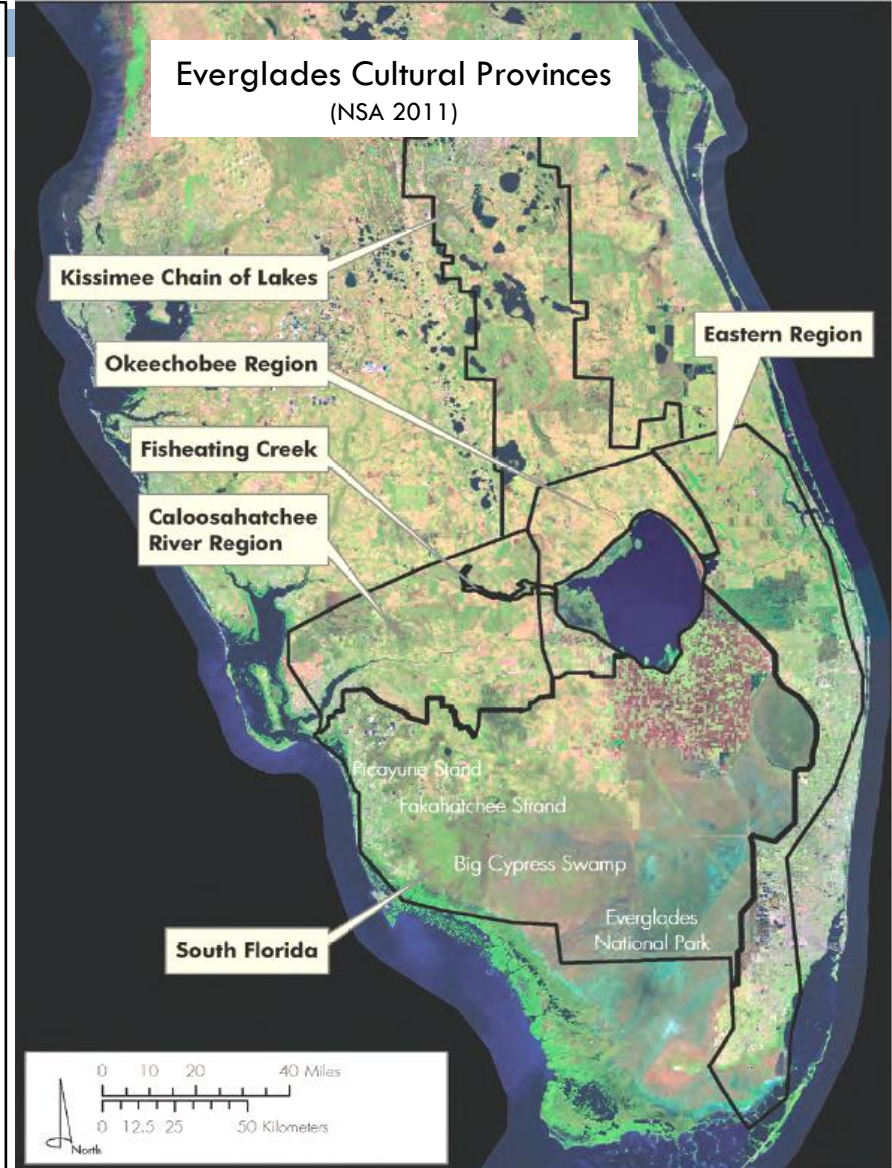 Everglades Cultural Provinces
(NSA 2011)
Kissimee Chain of Lakes
Eastern Region
Okeechobee Region
Fisheating Creek
Caloosahatchee
River Region
Picayune Stand
Fakahatchee Strand
Big Cypress Swamp
Everglades
National Park
South Florida
0 10 20 40 Miles
0 12.5 25 50 Kilometers
North